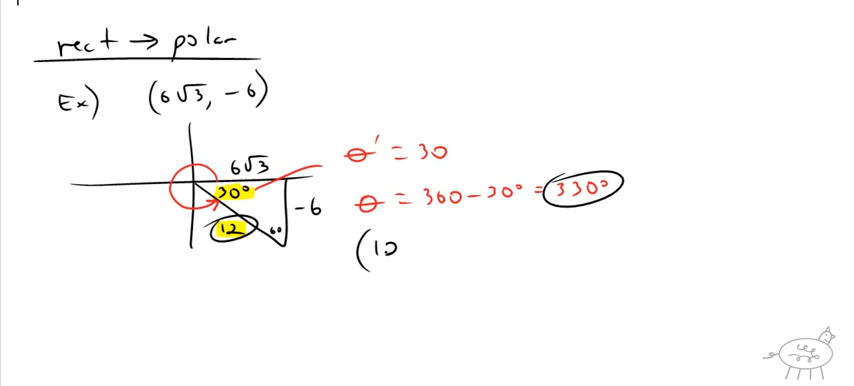 rect → polar
Ex) (6√3, -6)
6√3
θ' = 30
30°
-6
θ = 360 - 30° = 330°
12
60
(12